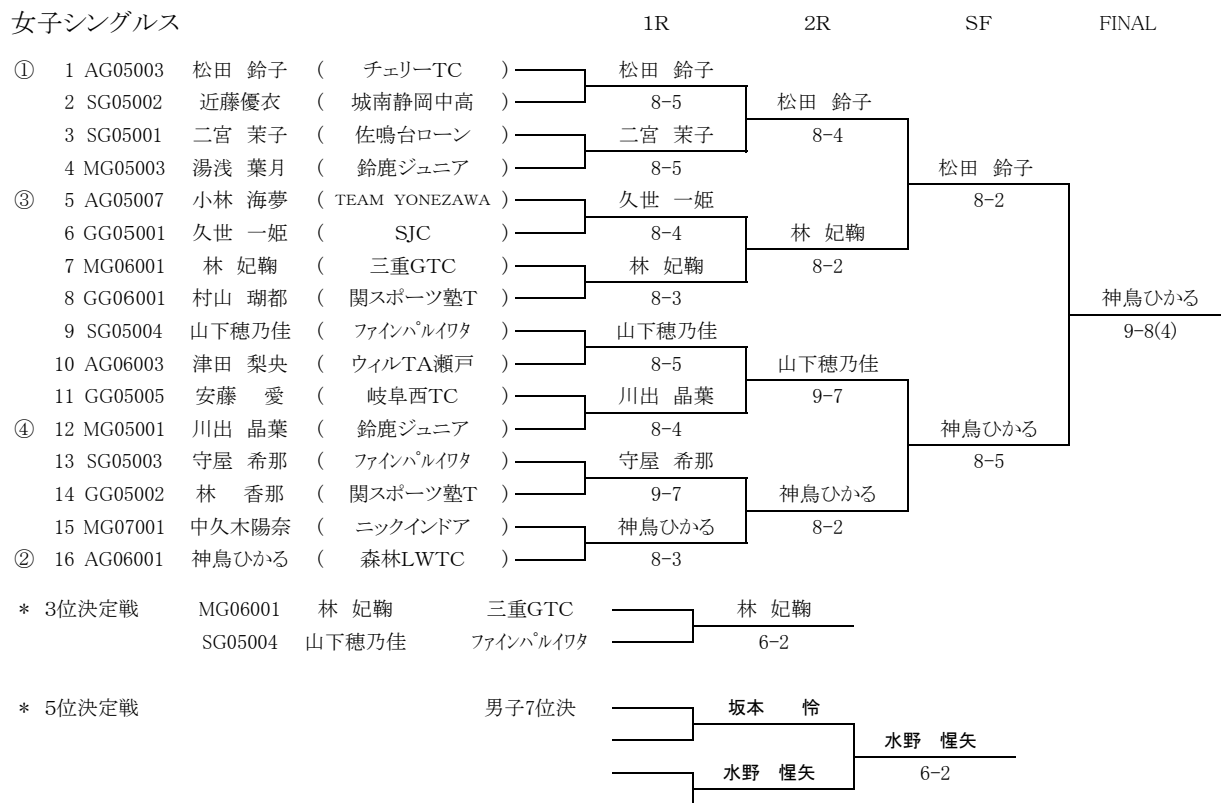 女子シングルス 1R 2R SF FINAL
① 1 AG05003 松田 鈴子 ( チェリーTC ) 松田 鈴子
2 SG05002 近藤優衣 ( 城南静岡中高 ) 8-5 松田 鈴子
3 SG05001 二宮 茉子 ( 佐鳴台ローン ) 二宮 茉子 8-4
4 MG05003 湯浅 葉月 ( 鈴鹿ジュニア ) 8-5 松田 鈴子
③ 5 AG05007 小林 海夢 ( TEAM YONEZAWA ) 久世 一姫 8-2
6 GG05001 久世 一姫 ( SJC ) 8-4 林 妃鞠
7 MG06001 林 妃鞠 ( 三重GTC ) 林 妃鞠 8-2
8 GG06001 村山 瑚都 ( 関スポーツ塾T ) 8-3 神鳥ひかる
9 SG05004 山下穂乃佳 ( ファインパルイワタ ) 山下穂乃佳 9-8(4)
10 AG06003 津田 梨央 ( ウィルTA瀬戸 ) 8-5 山下穂乃佳
11 GG05005 安藤 愛 ( 岐阜西TC ) 川出 晶葉 9-7
④ 12 MG05001 川出 晶葉 ( 鈴鹿ジュニア ) 8-4 神鳥ひかる
13 SG05003 守屋 希那 ( ファインパルイワタ ) 守屋 希那 8-5
14 GG05002 林 香那 ( 関スポーツ塾T ) 9-7 神鳥ひかる
15 MG07001 中久木陽奈 ( ニックインドア ) 神鳥ひかる 8-2
② 16 AG06001 神鳥ひかる ( 森林LWTC ) 8-3
* 3位決定戦 MG06001 林 妃鞠 三重GTC 林 妃鞠
SG05004 山下穂乃佳 ファインパルイワタ 6-2
* 5位決定戦 男子7位決 坂本 怜
水野 惺矢
水野 惺矢 6-2